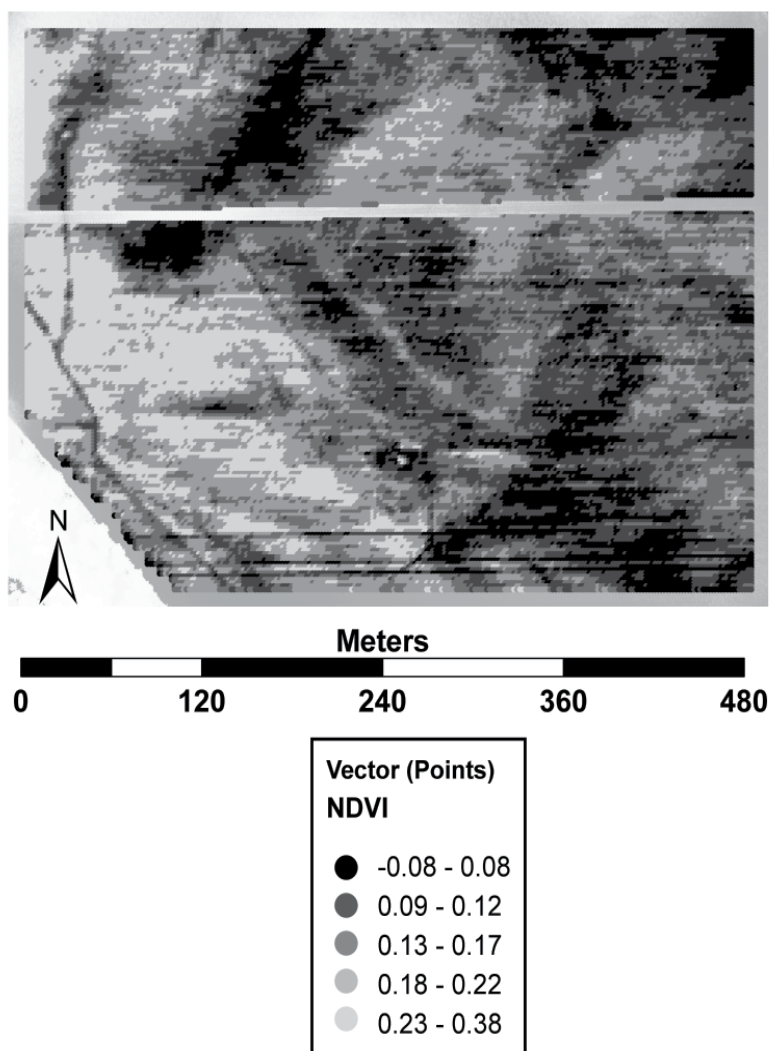 N
Meters
0 120 240 360 480
Vector (Points)
NDVI
-0.08 - 0.08
0.09 - 0.12
0.13 - 0.17
0.18 - 0.22
0.23 - 0.38